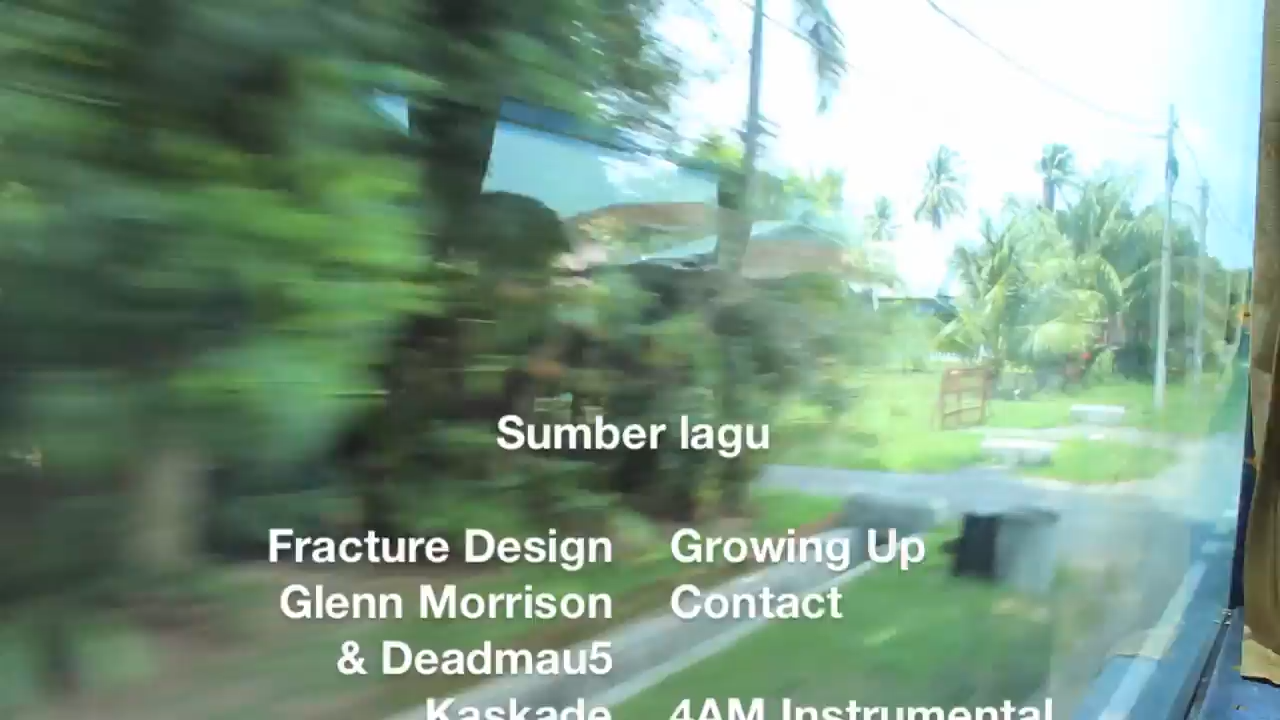 Sumber lagu
Fracture Design Growing Up
Glenn Morrison Contact
& Deadmau5
Kaskade 4AM Instrumental